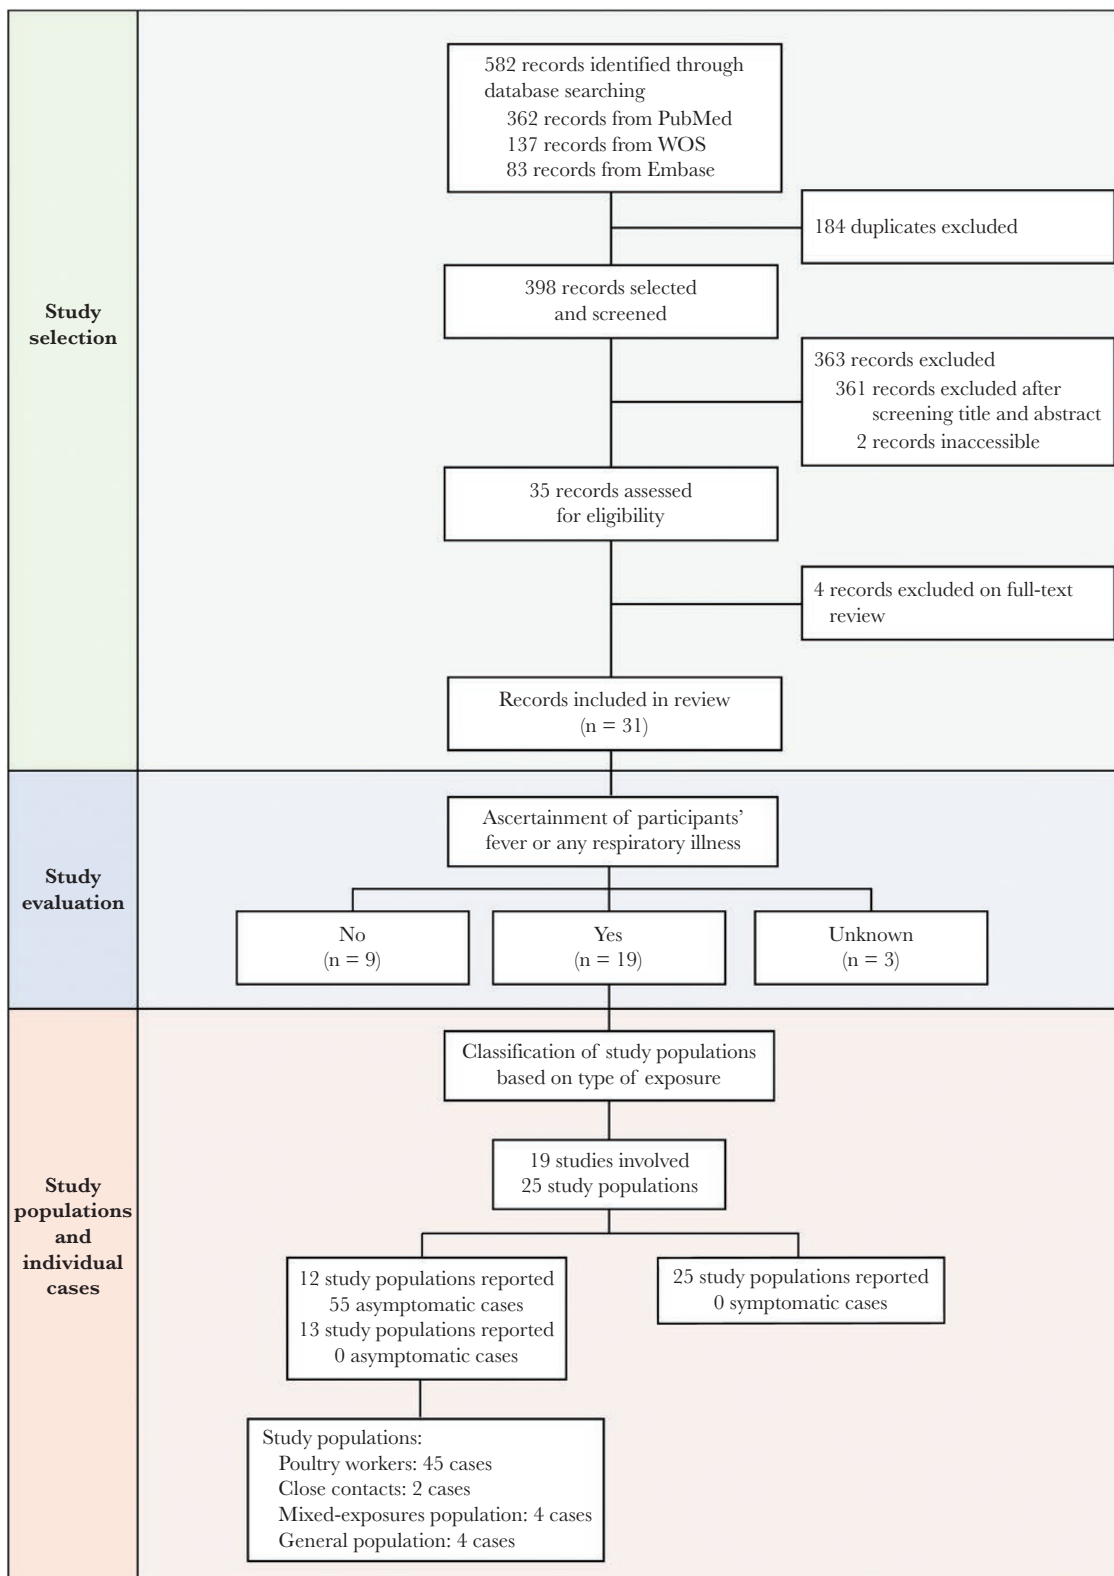 Study
selection
582 records identified through
database searching
362 records from PubMed
137 records from WOS
83 records from Embase
184 duplicates excluded
398 records selected
and screened
363 records excluded
361 records excluded after
screening title and abstract
2 records inaccessible
35 records assessed
for eligibility
4 records excluded on full-text
review
Records included in review
(n = 31)
Study
evaluation
Ascertainment of participants’
fever or any respiratory illness
No
(n = 9)
Yes
(n = 19)
Unknown
(n = 3)
Study
populations
and
individual
cases
Classification of study populations
based on type of exposure
19 studies involved
25 study populations
12 study populations reported
55 asymptomatic cases
13 study populations reported
0 asymptomatic cases
25 study populations reported
0 symptomatic cases
Study populations:
Poultry workers: 45 cases
Close contacts: 2 cases
Mixed-exposures population: 4 cases
General population: 4 cases